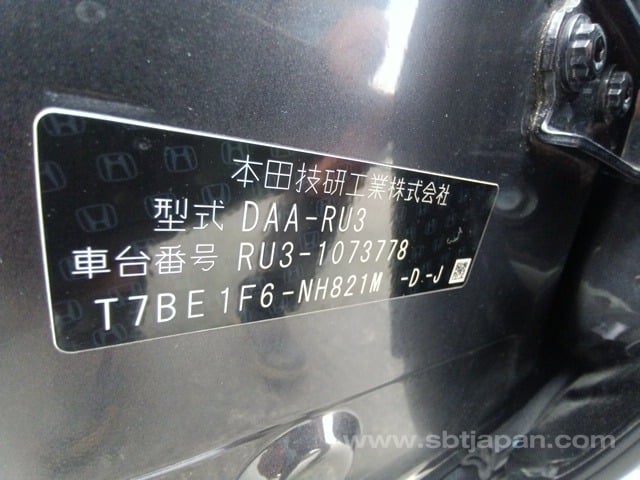 本田技研工業株式会社
型式 DAA-RU3
車台番号 RU3-1073778
T7BE1F6-NH821M -D.-J
www.sbtjapan.com